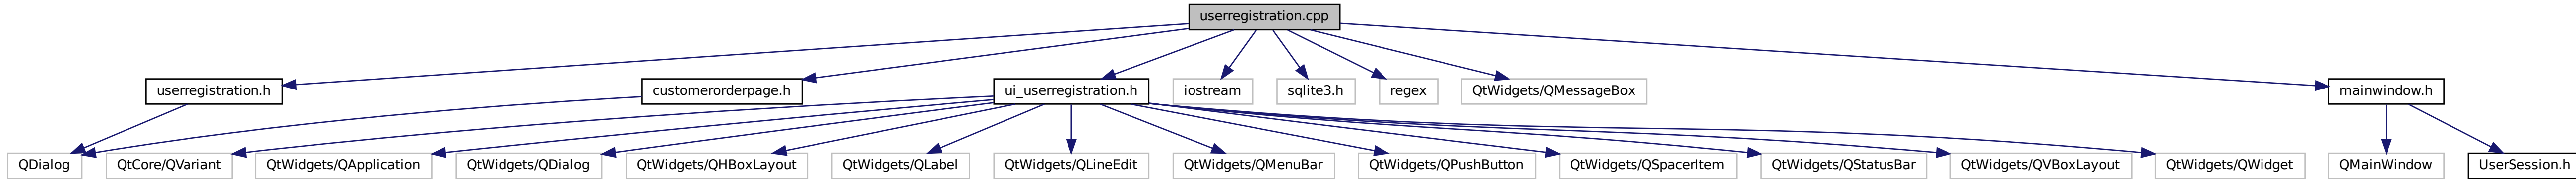 userregistration.cpp
userregistration.h
customerorderpage.h
ui_userregistration.h
iostream
sqlite3.h
regex
QtWidgets/QMessageBox
mainwindow.h
QDialog
QtCore/QVariant
QtWidgets/QApplication
QtWidgets/QDialog
QtWidgets/QHBoxLayout
QtWidgets/QLabel
QtWidgets/QLineEdit
QtWidgets/QMenuBar
QtWidgets/QPushButton
QtWidgets/QSpacerItem
QtWidgets/QStatusBar
QtWidgets/QVBoxLayout
QtWidgets/QWidget
QMainWindow
UserSession.h